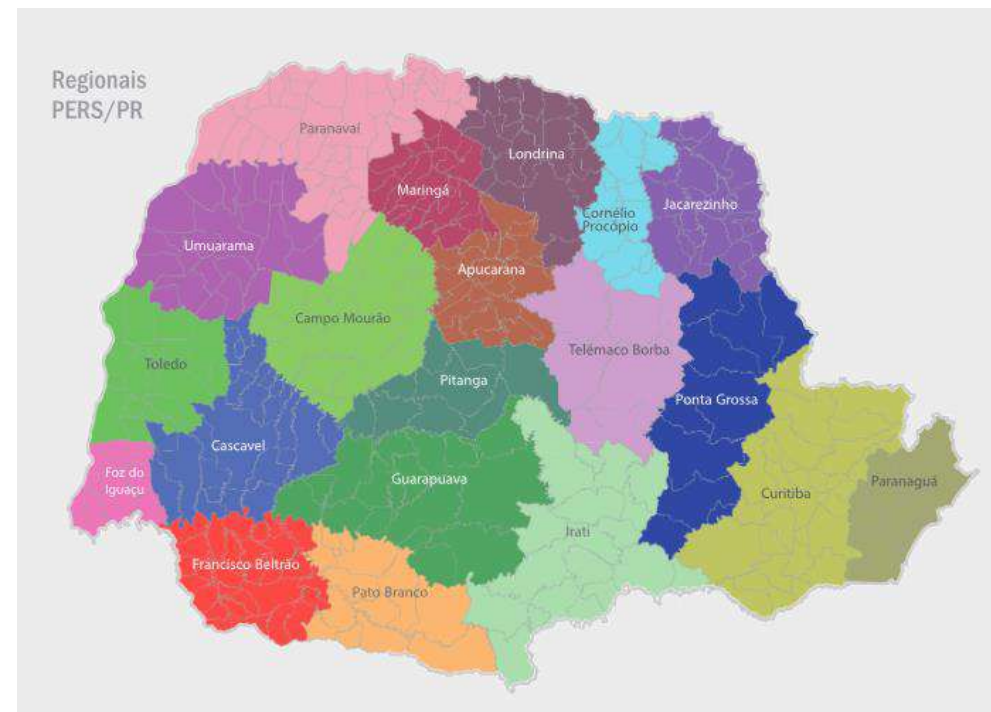 Regionais
PERS/PR
Paranavaí
Londrina
Maringá
Cornélio
Procópio
Jacarezinho
Umuarama
Apucarana
Campo Mourão
Telémaco Borba
Toledo
Pitanga
Ponta Grossa
Cascavel
Foz do
Iguaçu
Guarapuava
Curitiba
Paranaguá
Irati
Francisco Beltrão
Pato Branco